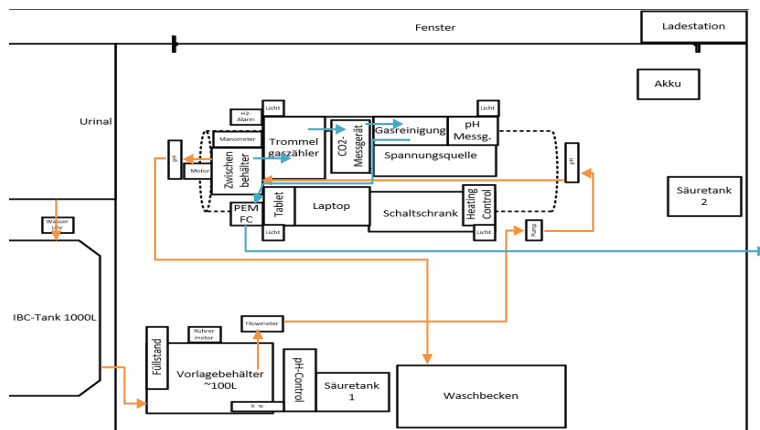 Fenster
Ladestation
Akku
Urinal
H2-
Alarm
Licht
Licht
Manometer
Trommel
gaszähler
CO2-
Messgerät
Gasreinigung
pH
Messg.
pH
Motor
Zwischen
behälter
Spannungsquelle
pH
Säuretank
2
PEM
FC
Tablet
Laptop
Schaltschrank
Heating
Control
Licht
Licht
Pump
Wasser
Uhr
IBC-Tank 1000L
Flowmeter
Rührer
motor
Füllstand
Vorlagebehälter
~100L
pH-Control
Säuretank
1
Waschbecken